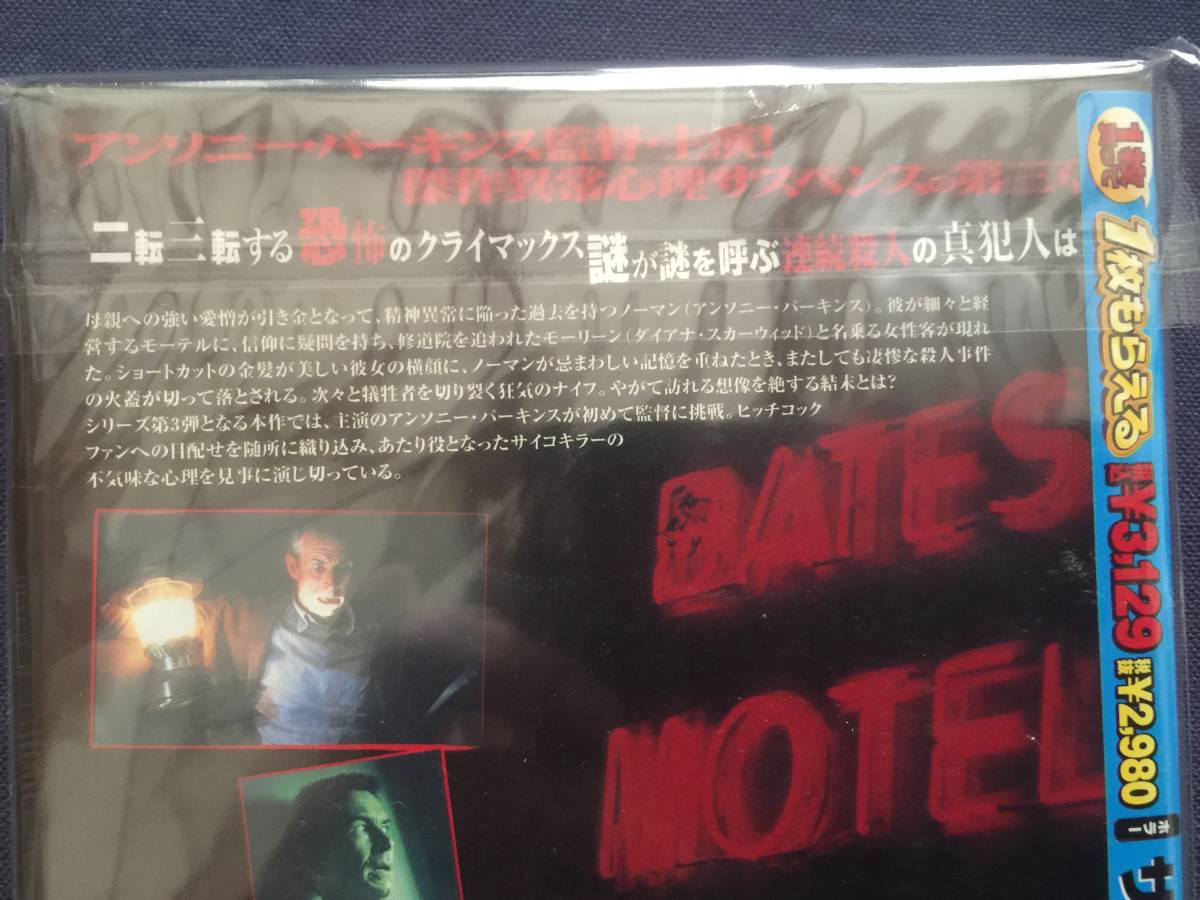 アンソニー・パーキンス監督・主演!
傑作異常心理サスペンスの第三
二転三転する恐怖のクライマックス謎が謎を呼ぶ連続殺人の真犯人は
母親への強い愛憎が引き金となって、精神異常に陥った過去を持つノーマン(アンソニー・パーキンス)。彼が細々と経
営するモーテルに、信仰に疑問を持ち、修道院を追われたモーリーン(ダイアナ・スカーウィッド)と名乗る女性客が現れ
た。ショートカットの金髪が美しい彼女の横顔に、ノーマンが忌まわしい記憶を重ねたとき、またしても凄惨な殺人事件
の火蓋が切って落とされる。次々と犠牲者を切り裂く狂気のナイフ。やがて訪れる想像を絶する結末とは?
シリーズ第3弾となる本作では、主演のアンソニー・パーキンスが初めて監督に挑戦。ヒッチコック
ファンへの目配せを随所に織り込み、あたり役となったサイコキラーの
不気味な心理を見事に演じ切っている。
BATES
MOTEL
1枚もらえる
税込¥3,129
税抜¥2,980
ホラー
サ